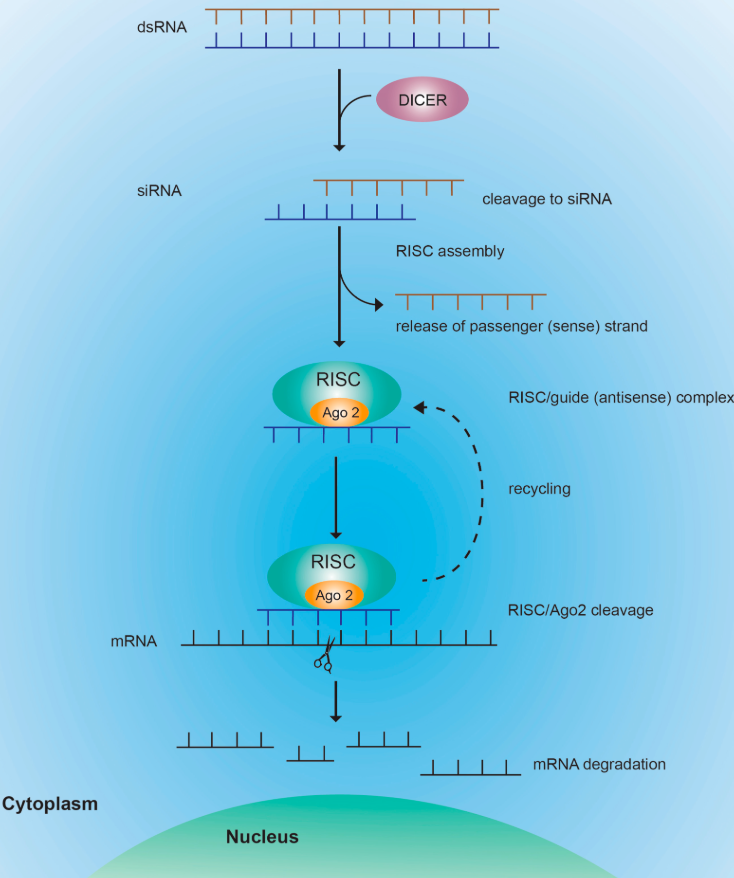 dsRNA
DICER
siRNA
cleavage to siRNA
RISC assembly
release of passenger (sense) strand
RISC
Ago 2
RISC/guide (antisense) complex
recycling
RISC
Ago 2
RISC/Ago2 cleavage
mRNA
mRNA degradation
Cytoplasm
Nucleus